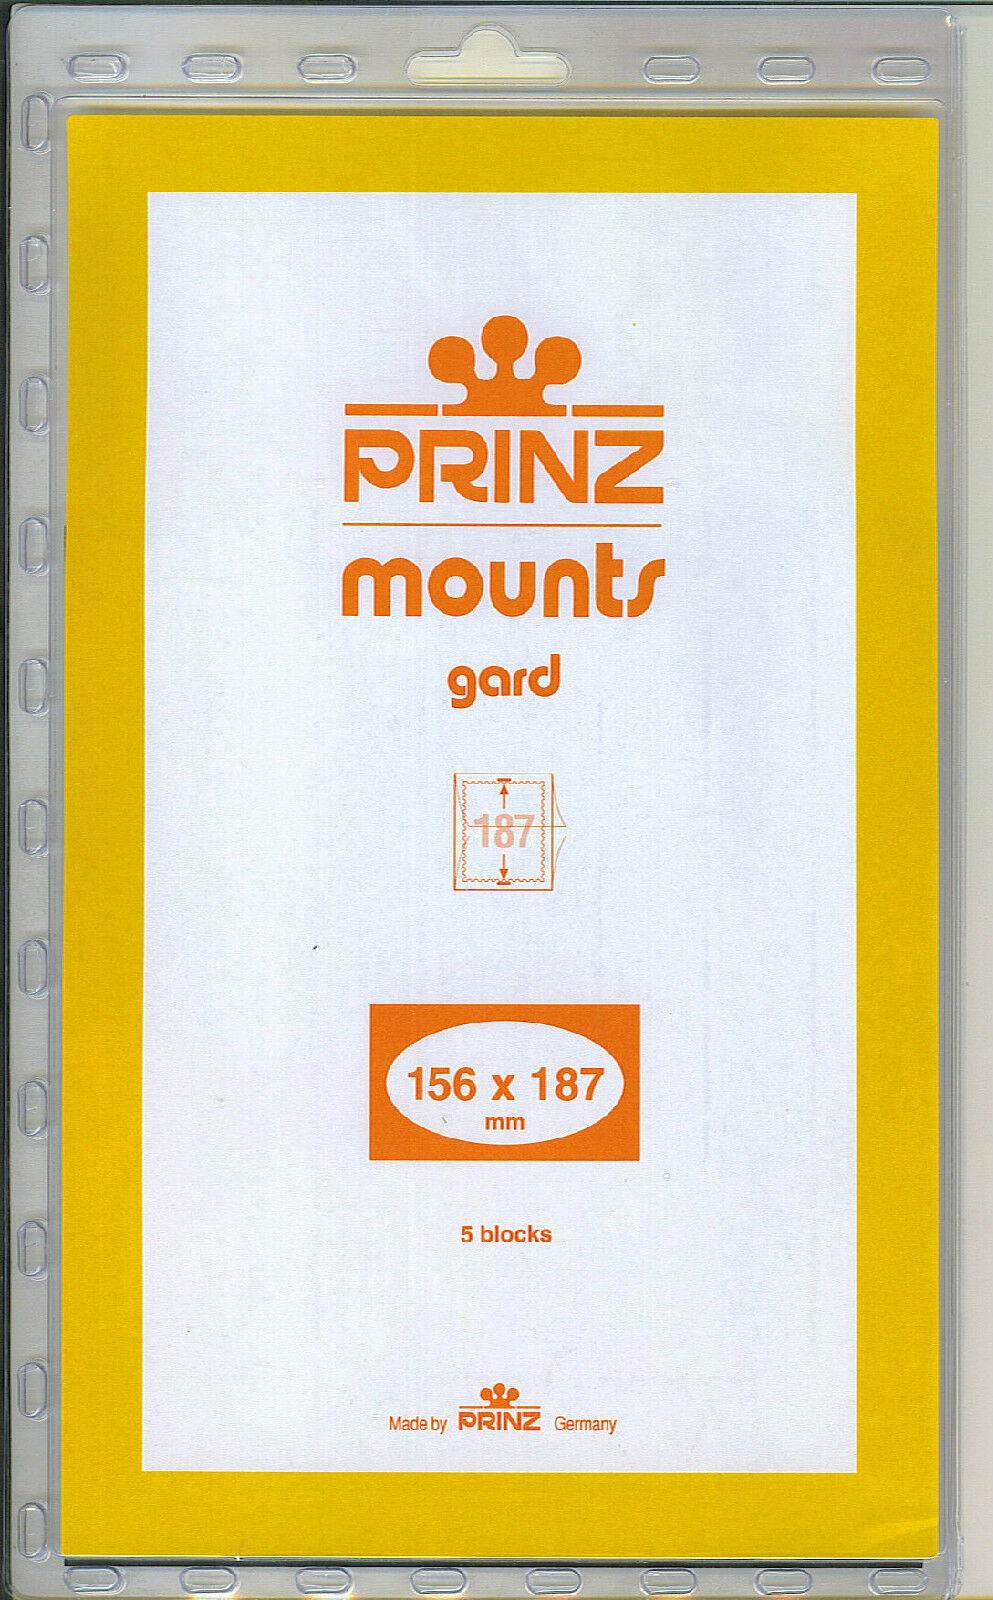 PRINZ
mounts
gard
187
156 x 187
mm
5 blocks
Made by PRINZ Germany